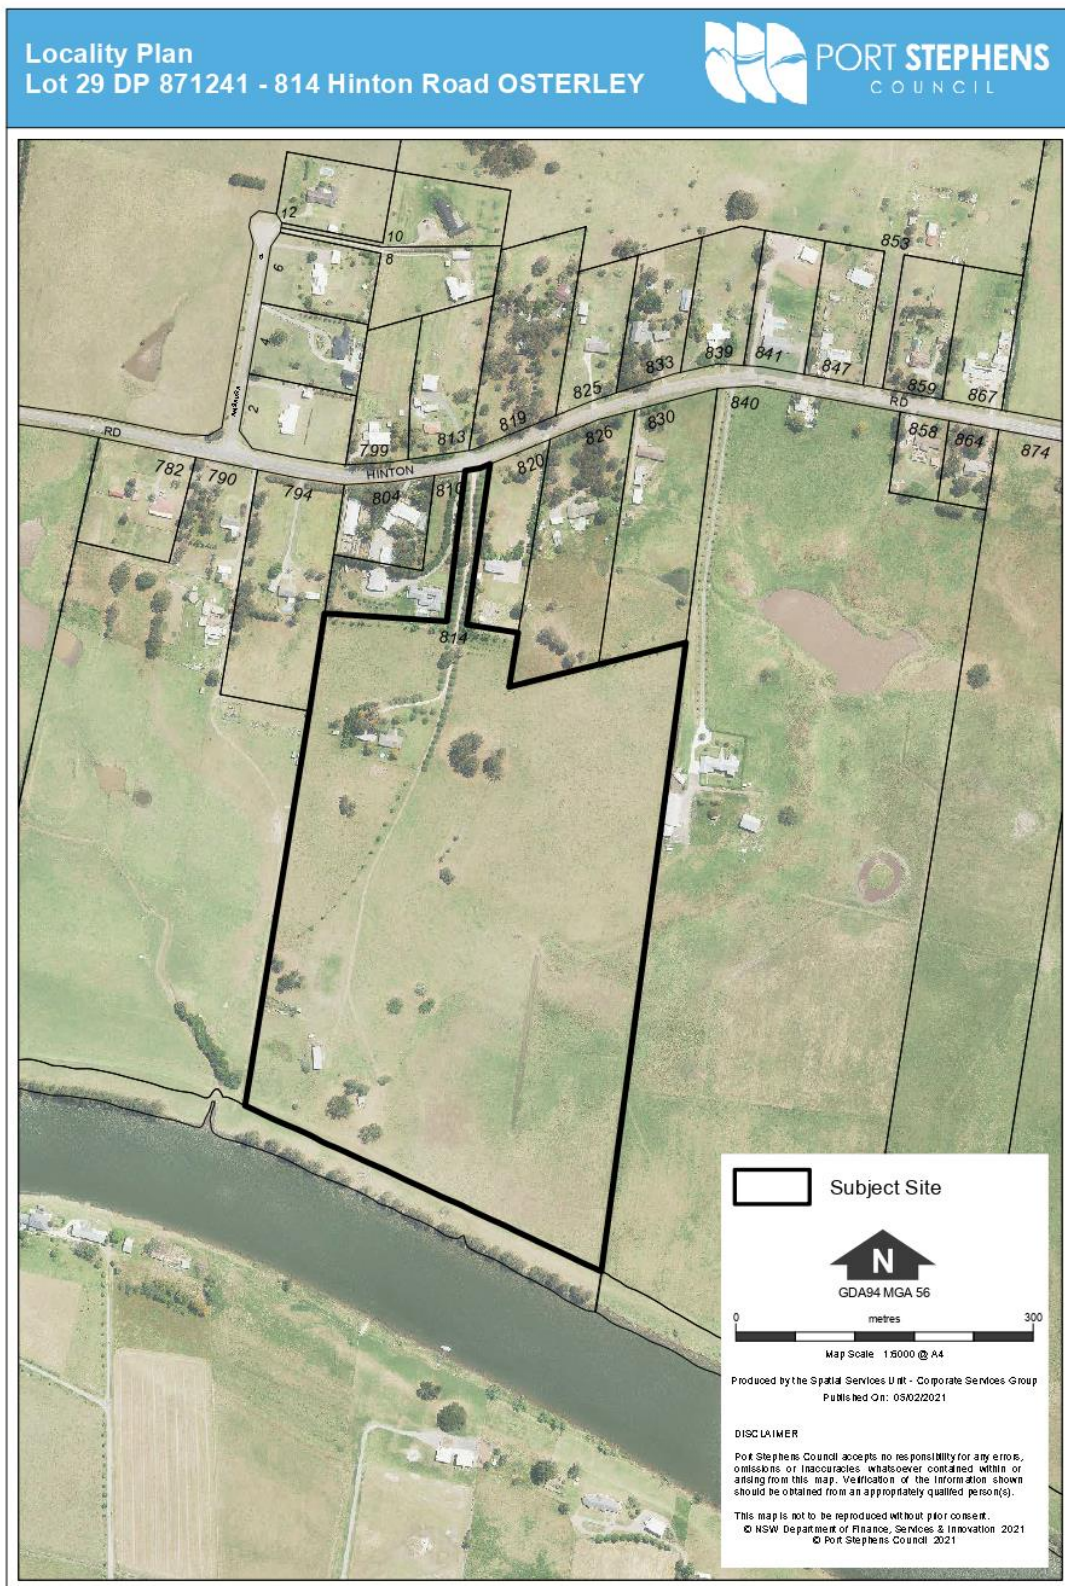 Locality Plan
Lot 29 DP 871241 - 814 Hinton Road OSTERLEY
PORT STEPHENS
COUNCIL
12
10
8
6
4
2
853
RD
782
790
794
799
HINTON
804
810
813
819
820
825
826
830
833
839
840
841
847
859
RD
867
858
864
874
814
Subject Site
N
GDA94 MGA 56
0 metres 300
Map Scale 1:6000 @ A4
Produced by the Spatial Services Unit - Corporate Services Group
Published On: 05/02/2021
DISCLAIMER
Port Stephens Council accepts no responsibility for any errors,
omissions or inaccuracies whatsoever contained within or
arising from this map. Verification of the information shown
should be obtained from an appropriately qualified person(s).
This map is not to be reproduced without prior consent.
© NSW Department of Finance, Services & Innovation 2021
© Port Stephens Council 2021